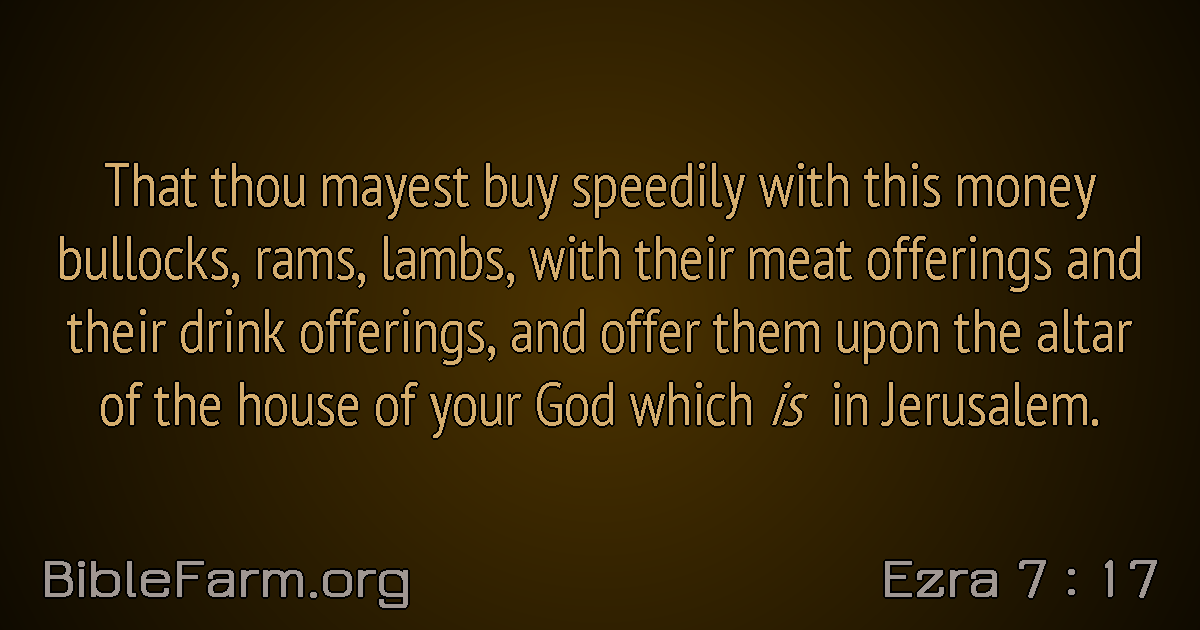 That thou mayest buy speedily with this money
bullocks, rams, lambs, with their meat offerings and
their drink offerings, and offer them upon the altar
of the house of your God which is in Jerusalem.
BibleFarm.org
Ezra 7 : 17